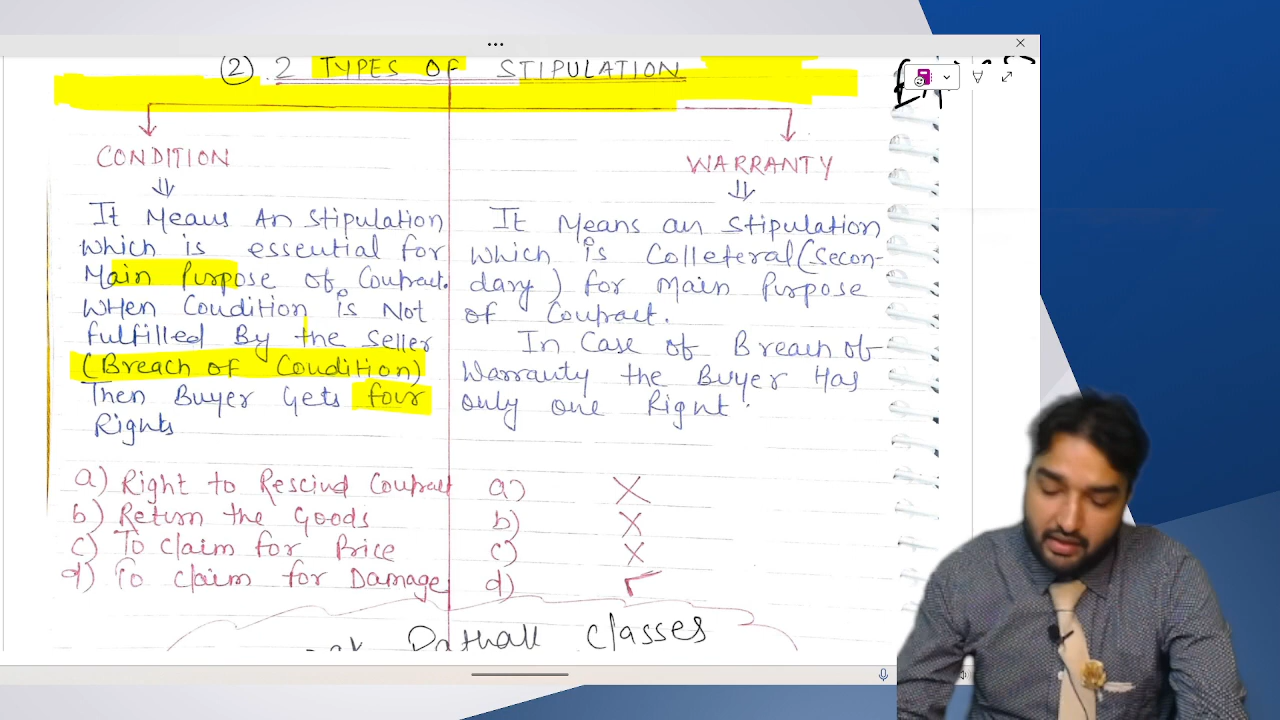 (2). 2 TYPES OF STIPULATION
CONDITION
It Means An Stipulation
which is essential for
Main Purpose of Contract.
WHen Condition is Not
fulfilled By the Seller
(Breach of Condition)
Then Buyer Gets four
Rights
WARRANTY
It Means an Stipulation
which is Colleteral (Secon-
dary) for Main Purpose
of Contract.
In Case of Breach of
Warranty the Buyer Has
only one Right.
a) Right to Rescind Contract
b) Return the Goods
c) To Claim for Price
d) To Claim for Damage
a) X
b) X
c) X
d)
Classes